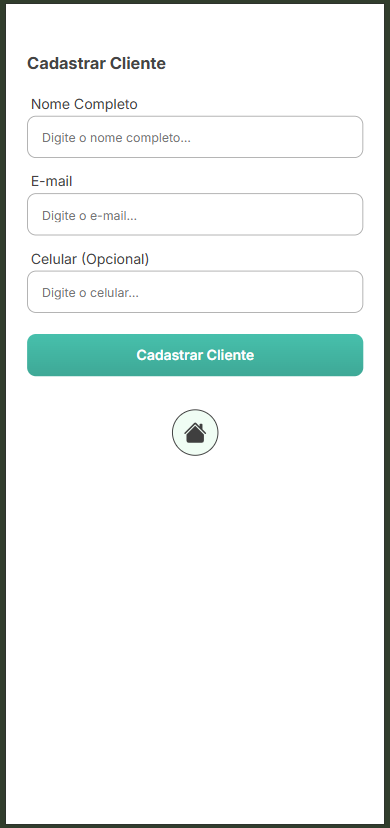 Cadastrar Cliente
Nome Completo
Digite o nome completo...
E-mail
Digite o e-mail...
Celular (Opcional)
Digite o celular...
Cadastrar Cliente